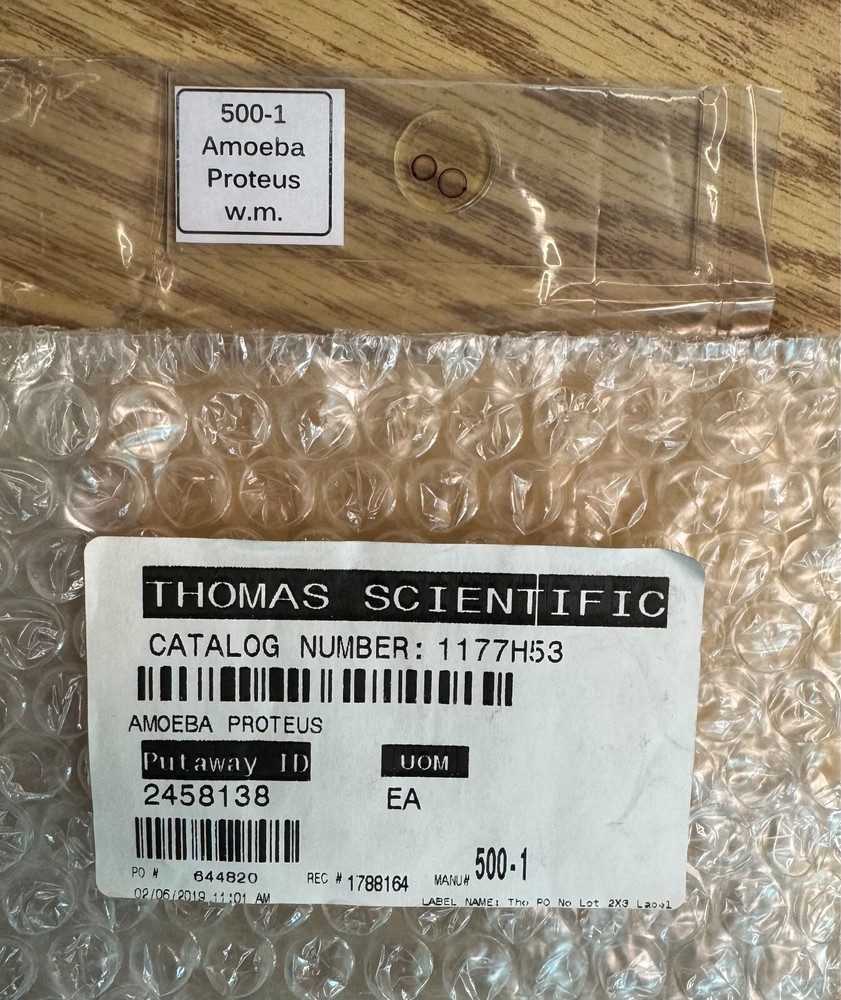 500-1
Amoeba
Proteus
w.m.
THOMAS SCIENTIFIC
CATALOG NUMBER: 1177H53
AMOEBA PROTEUS
Putaway ID UOM
2458138 EA
PO # 644820 REC # 1788164 MANU# 500-1
02/06/2019 11:01 AM LABEL NAME: Tho PO No Lot 2X3 Label